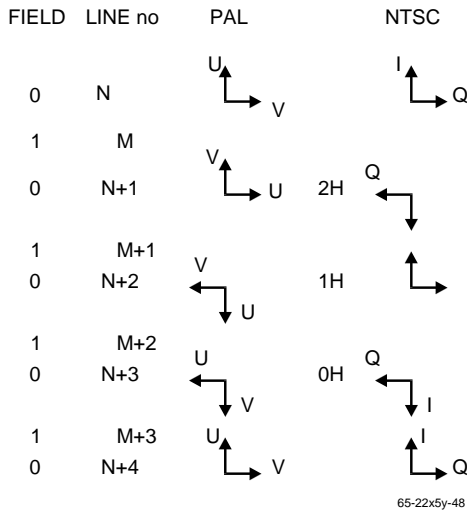 FIELD LINE no PAL NTSC
U I
0 N V Q
1 M
V Q
0 N+1 U 2H
1 M+1
V
0 N+2 1H
U
1 M+2
U Q
0 N+3 0H
V I
1 M+3 U I
0 N+4 V Q
65-22x5y-48